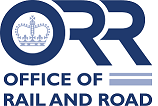 ORR
OFFICE OF
RAIL AND ROAD